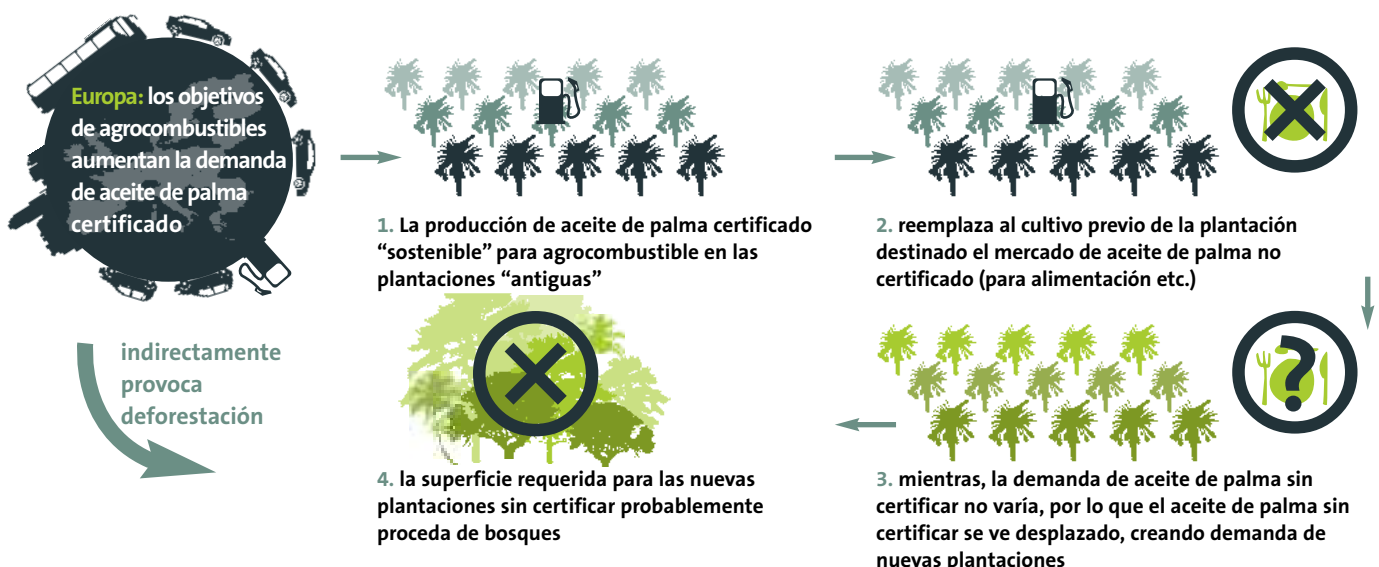 Europa: los objetivos
de agrocombustibles
aumentan la demanda
de aceite de palma
certificado
indirectamente
provoca
deforestación
1. La producción de aceite de palma certificado
“sostenible” para agrocombustible en las
plantaciones “antiguas”
2. reemplaza al cultivo previo de la plantación
destinado el mercado de aceite de palma no
certificado (para alimentación etc.)
3. mientras, la demanda de aceite de palma sin
certificar no varía, por lo que el aceite de palma sin
certificar se ve desplazado, creando demanda de
nuevas plantaciones
4. la superficie requerida para las nuevas
plantaciones sin certificar probablemente
proceda de bosques